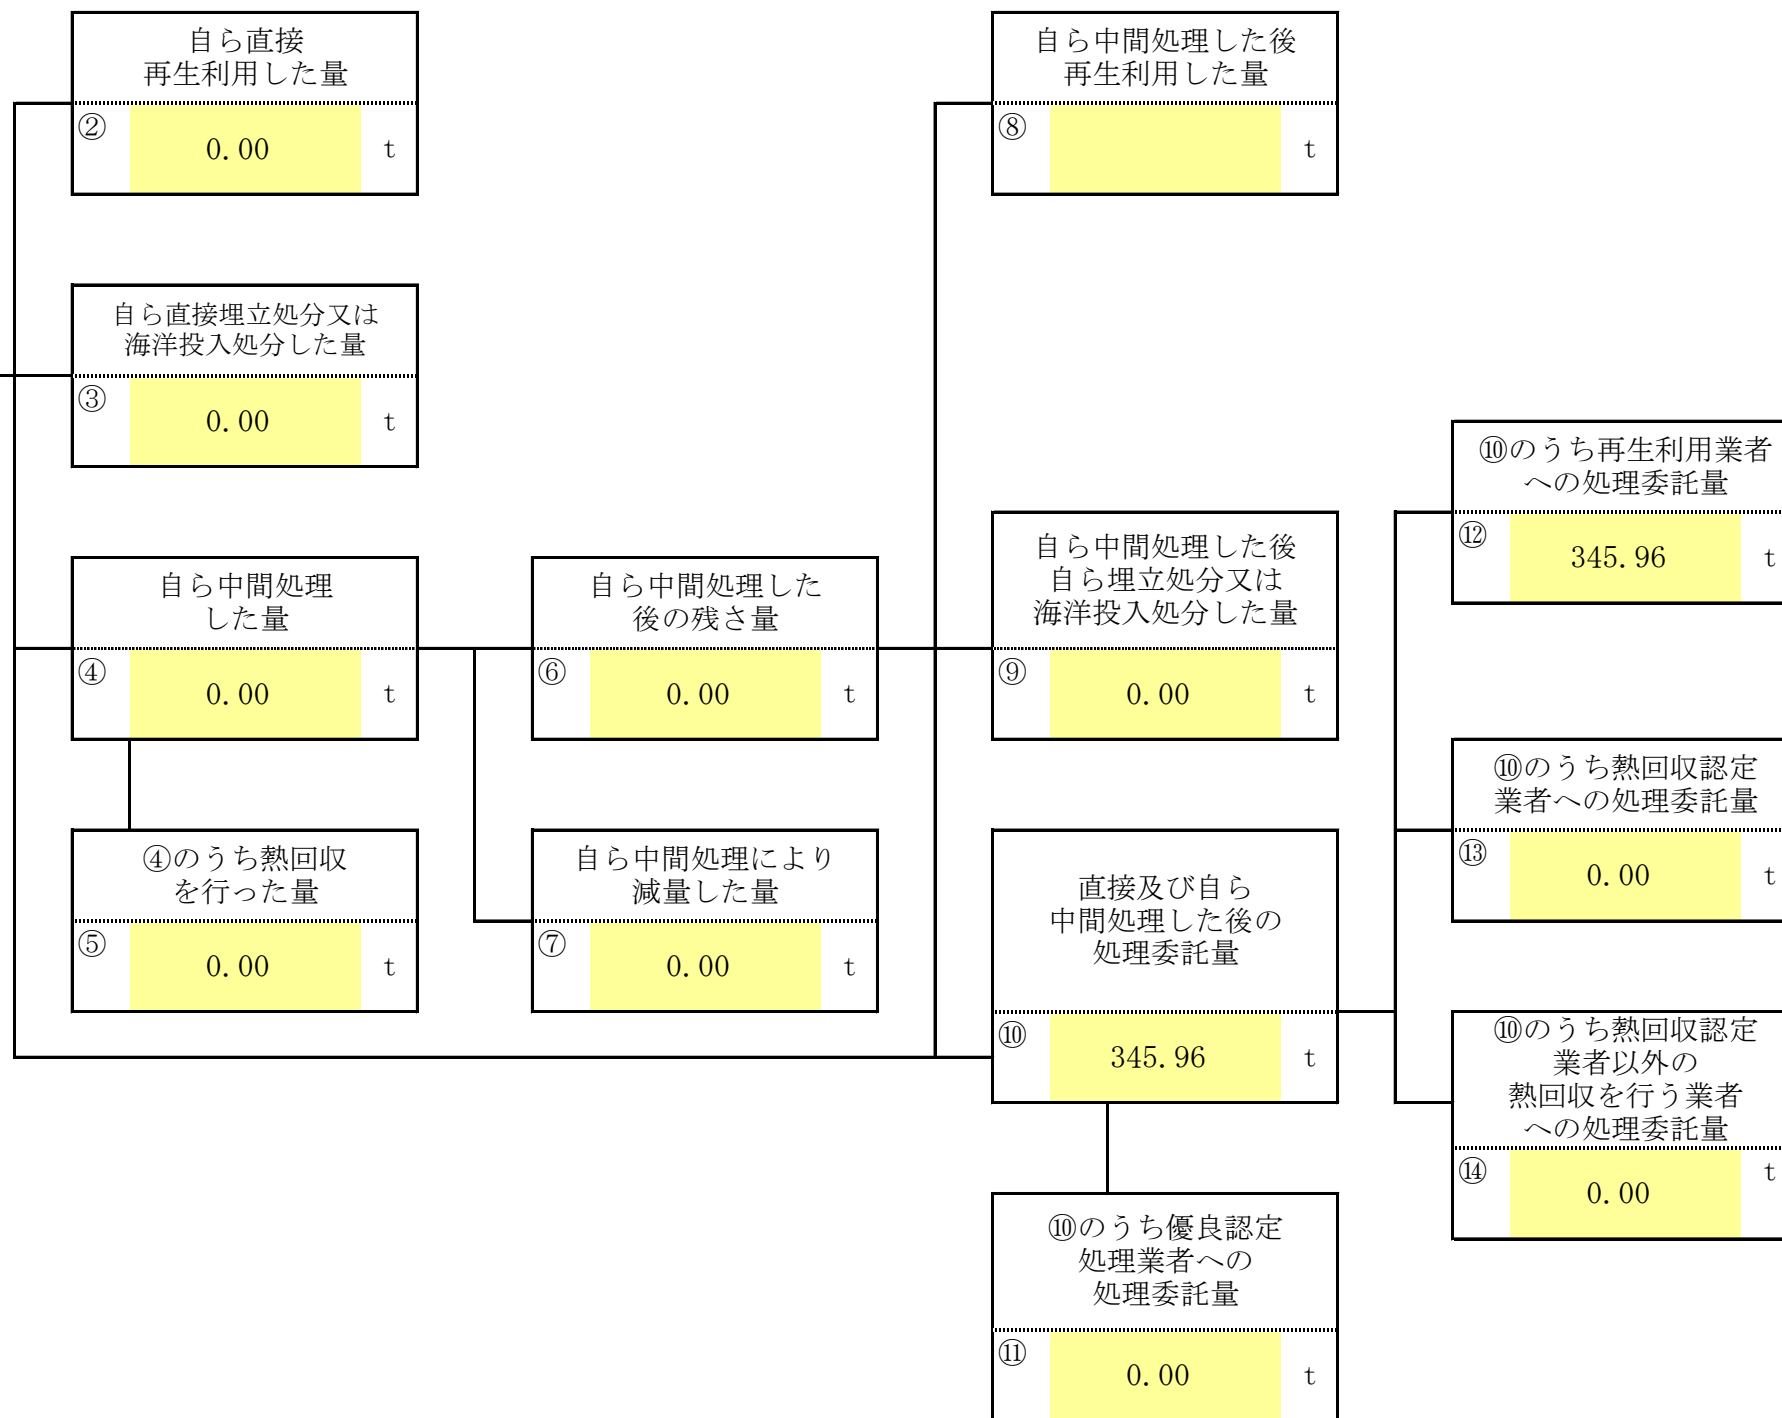 自ら直接
再生利用した量
② 0.00 t
自ら中間処理した後
再生利用した量
⑧ t
自ら直接埋立処分又は
海洋投入処分した量
③ 0.00 t
⑩のうち再生利用業者
への処理委託量
⑫ 345.96 t
自ら中間処理
した量
④ 0.00 t
自ら中間処理した
後の残さ量
⑥ 0.00 t
自ら中間処理した後
自ら埋立処分又は
海洋投入処分した量
⑨ 0.00 t
⑩のうち熱回収認定
業者への処理委託量
⑬ 0.00 t
④のうち熱回収
を行った量
⑤ 0.00 t
自ら中間処理により
減量した量
⑦ 0.00 t
直接及び自ら
中間処理した後の
処理委託量
⑩ 345.96 t
⑩のうち熱回収認定
業者以外の
熱回収を行う業者
への処理委託量
⑭ 0.00 t
⑩のうち優良認定
処理業者への
処理委託量
⑪ 0.00 t